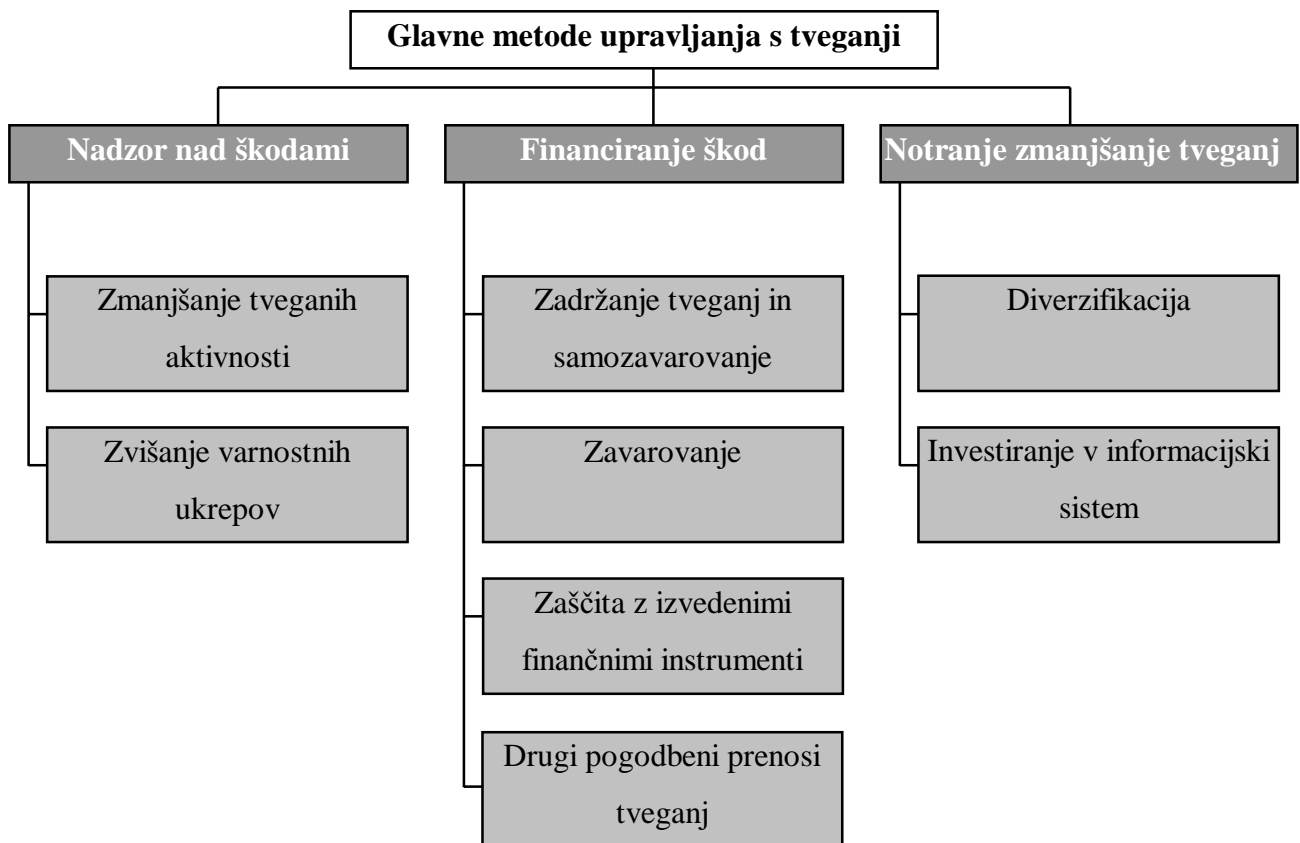 Glavne metode upravljanja s tveganji
Nadzor nad škodami
Zmanjšanje tveganih
aktivnosti
Zvišanje varnostnih
ukrepov
Financiranje škod
Zadržanje tveganj in
samozavarovanje
Zavarovanje
Zaščita z izvedenimi
finančnimi instrumenti
Drugi pogodbeni prenosi
tveganj
Notranje zmanjšanje tveganj
Diverzifikacija
Investiranje v informacijski
sistem